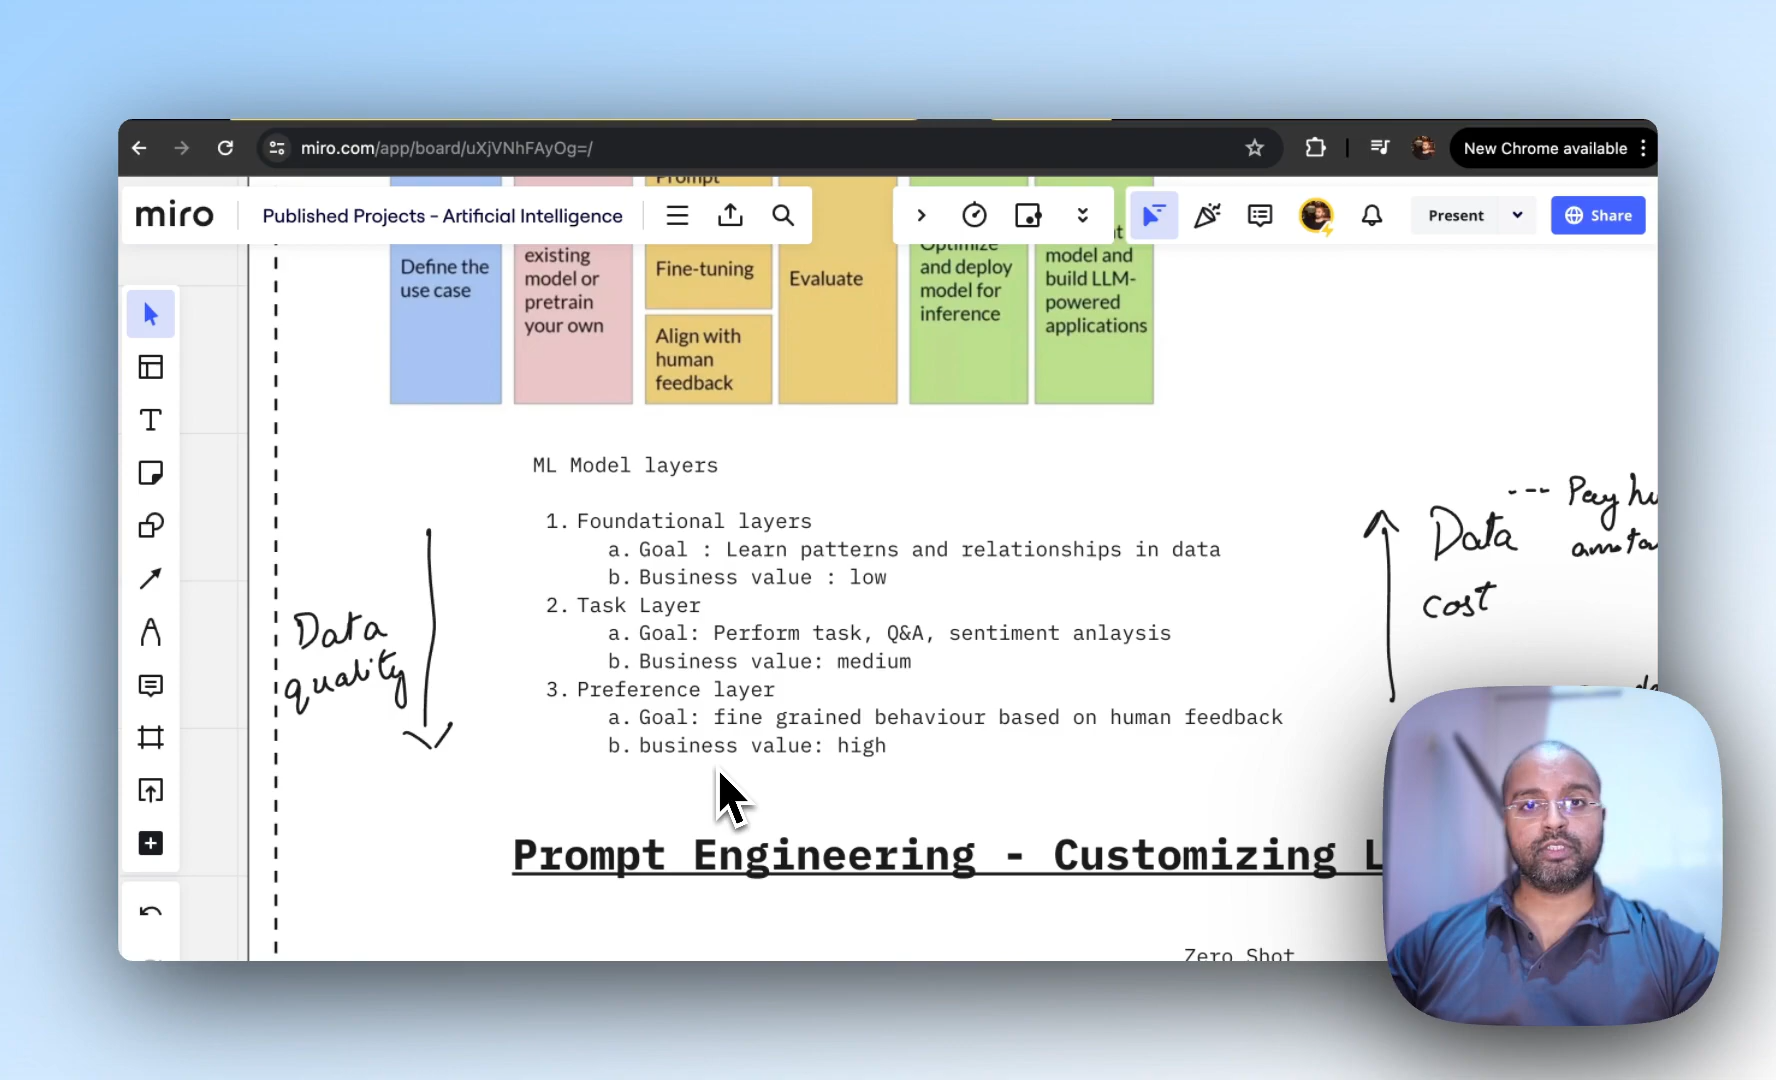 miro.com/app/board/uXjVNhFAyOg=/
New Chrome available
miro
Published Projects - Artificial Intelligence
Present
Share
Prompt
Define the
use case
existing
model or
pretrain
your own
Fine-tuning
Align with
human
feedback
Evaluate
Optimize
and deploy
model for
inference
model and
build LLM-
powered
applications
ML Model layers
1. Foundational layers
a. Goal : Learn patterns and relationships in data
b. Business value : low
2. Task Layer
a. Goal: Perform task, Q&A, sentiment anlaysis
b. Business value: medium
3. Preference layer
a. Goal: fine grained behaviour based on human feedback
b. business value: high
Data
quality
Data
cost
--- Pay
Prompt Engineering - Customizing L
Zero Shot